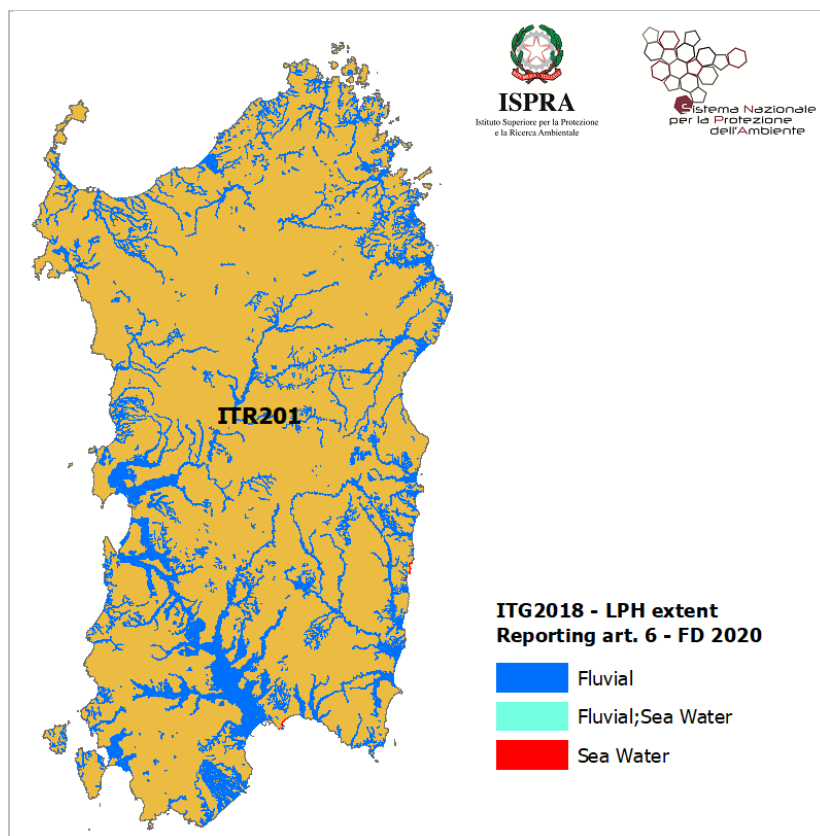 ISPRA
Istituto Superiore per la Protezione
e la Ricerca Ambientale
Sistema Nazionale
per la Protezione
dell'Ambiente
ITR201
ITG2018 - LPH extent
Reporting art. 6 - FD 2020
Fluvial
Fluvial;Sea Water
Sea Water